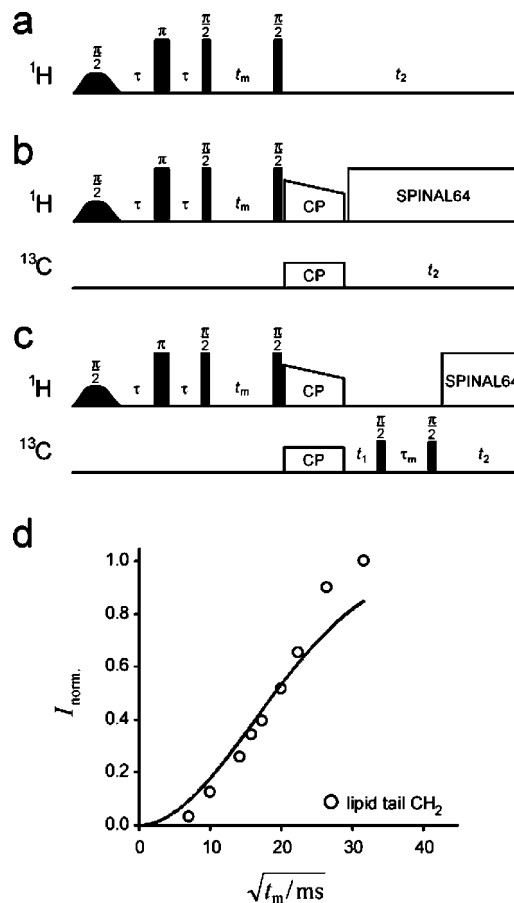 a
π/2 π π/2 π/2
¹H τ τ tₘ t₂
b
π/2 π π/2 π/2
¹H τ τ tₘ CP SPINAL64
¹³C CP t₂
c
π/2 π π/2 π/2
¹H τ τ tₘ CP SPINAL64
π/2 π/2
¹³C CP t₁ τₘ t₂
d
1.0
0.8
0.6
0.4
0.2
0.0
I norm.
lipid tail CH₂
0 10 20 30 40
√tₘ/ms